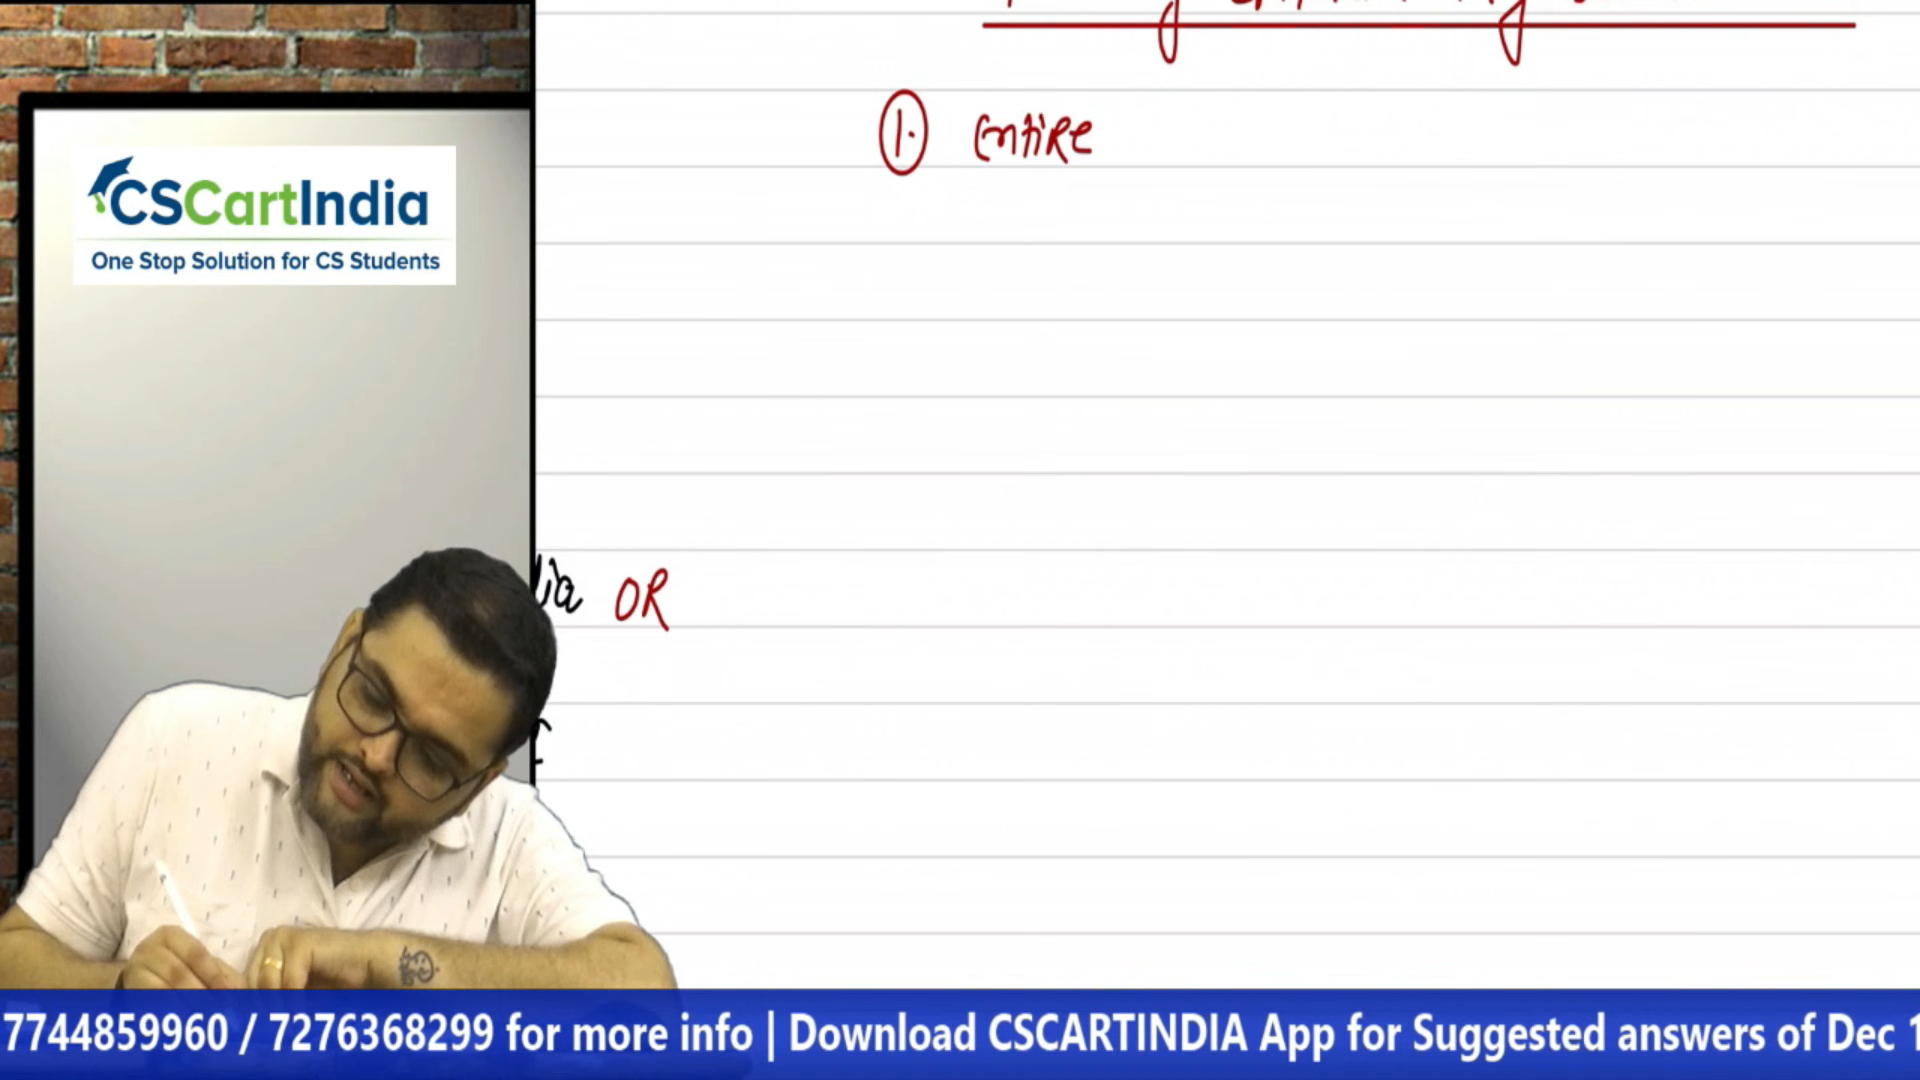 ① entire
CSCartIndia
One Stop Solution for CS Students
OR
7744859960 / 7276368299 for more info | Download CSCARTINDIA App for Suggested answers of Dec 1